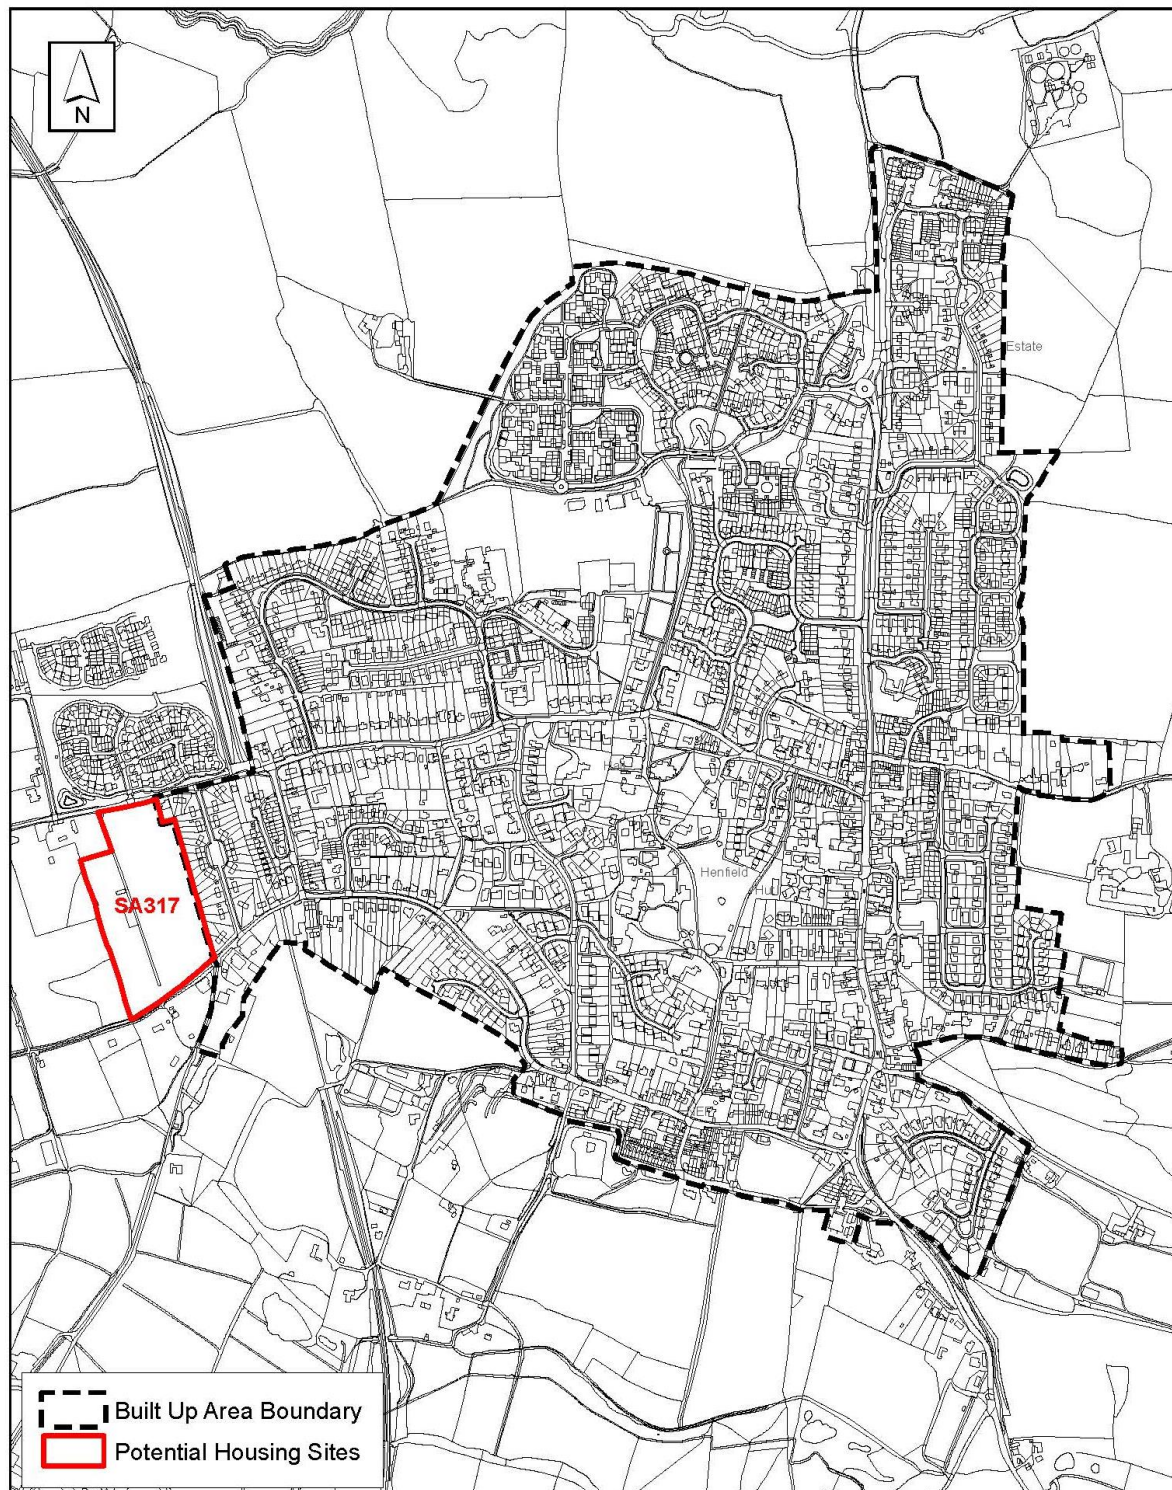 N
Estate
Henfield
SA317
Built Up Area Boundary
Potential Housing Sites